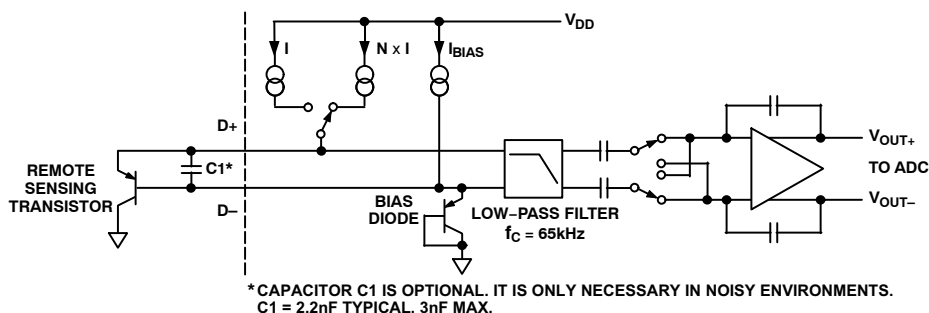 V_DD
I
N x I
I_BIAS
D+
C1*
REMOTE
SENSING
TRANSISTOR
D–
BIAS
DIODE
LOW–PASS FILTER
f_C = 65kHz
V_OUT+
TO ADC
V_OUT–
* CAPACITOR C1 IS OPTIONAL. IT IS ONLY NECESSARY IN NOISY ENVIRONMENTS.
C1 = 2.2nF TYPICAL, 3nF MAX.